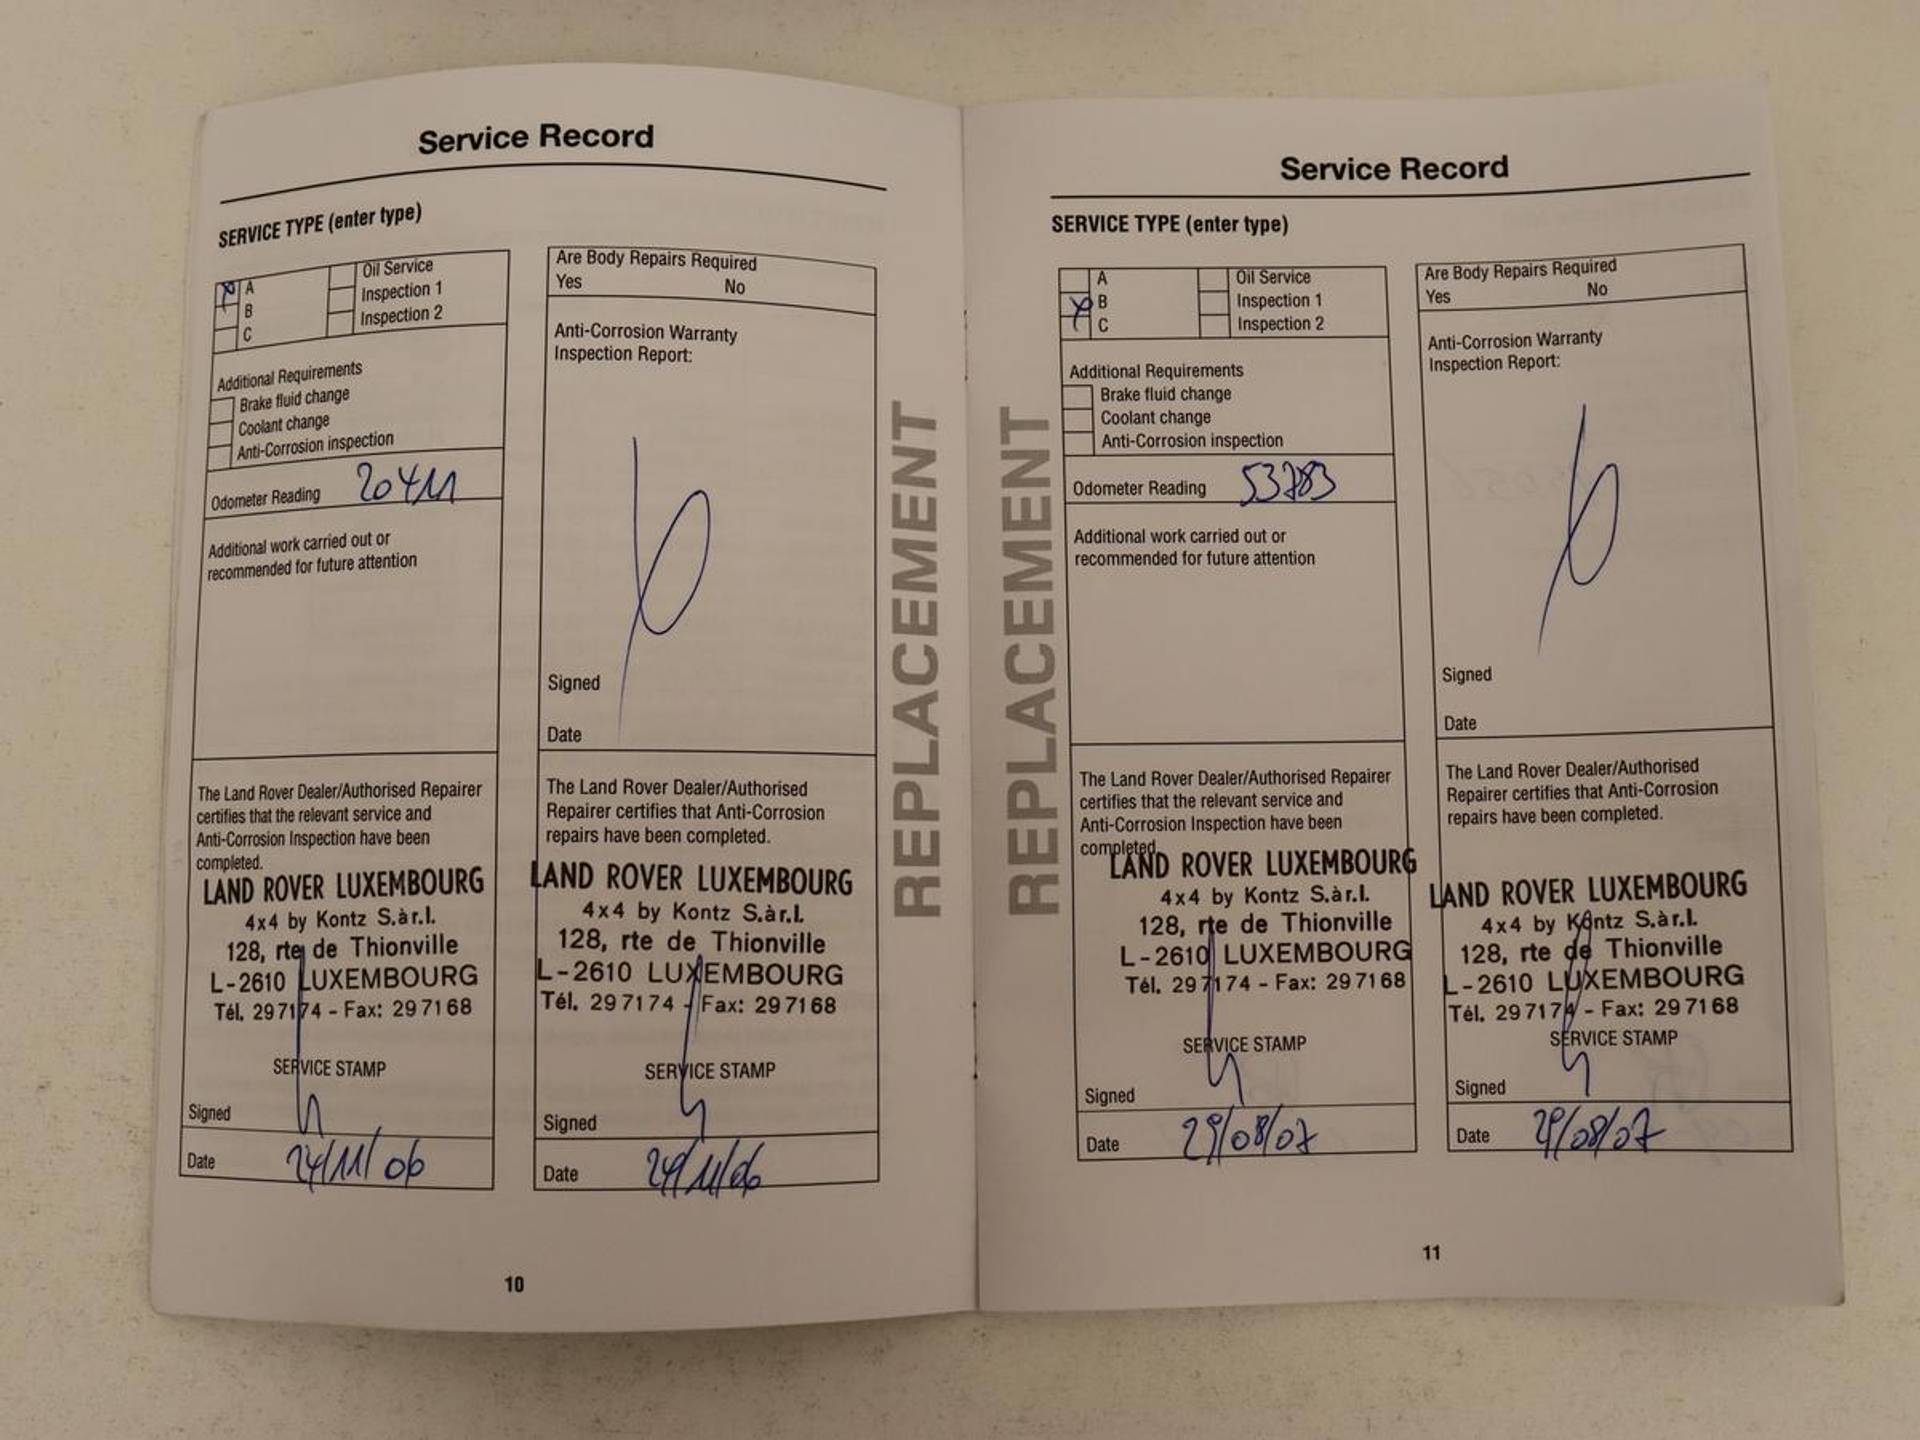 Service Record
SERVICE TYPE (enter type)
A
B
C
Oil Service
Inspection 1
Inspection 2
Additional Requirements
Brake fluid change
Coolant change
Anti-Corrosion inspection
Odometer Reading 20411
Additional work carried out or
recommended for future attention
The Land Rover Dealer/Authorised Repairer
certifies that the relevant service and
Anti-Corrosion Inspection have been
completed.
LAND ROVER LUXEMBOURG
4x4 by Kontz S.àr.l.
128, rte de Thionville
L-2610 LUXEMBOURG
Tél. 297174 - Fax: 297168
SERVICE STAMP
Signed
Date 24/11/06
Are Body Repairs Required
Yes No
Anti-Corrosion Warranty
Inspection Report:
Signed
Date
The Land Rover Dealer/Authorised
Repairer certifies that Anti-Corrosion
repairs have been completed.
LAND ROVER LUXEMBOURG
4x4 by Kontz S.àr.l.
128, rte de Thionville
L-2610 LUXEMBOURG
Tél. 297174 - Fax: 297168
SERVICE STAMP
Signed
Date 24/11/06
REPLACEMENT
10
Service Record
SERVICE TYPE (enter type)
A
B
C
Oil Service
Inspection 1
Inspection 2
Additional Requirements
Brake fluid change
Coolant change
Anti-Corrosion inspection
Odometer Reading 53783
Additional work carried out or
recommended for future attention
The Land Rover Dealer/Authorised Repairer
certifies that the relevant service and
Anti-Corrosion Inspection have been
completed.
LAND ROVER LUXEMBOURG
4x4 by Kontz S.àr.l.
128, rte de Thionville
L-2610 LUXEMBOURG
Tél. 297174 - Fax: 297168
SERVICE STAMP
Signed
Date 29/08/07
Are Body Repairs Required
Yes No
Anti-Corrosion Warranty
Inspection Report:
Signed
Date
The Land Rover Dealer/Authorised
Repairer certifies that Anti-Corrosion
repairs have been completed.
LAND ROVER LUXEMBOURG
4x4 by Kontz S.àr.l.
128, rte de Thionville
L-2610 LUXEMBOURG
Tél. 297174 - Fax: 297168
SERVICE STAMP
Signed
Date 29/08/07
REPLACEMENT
11